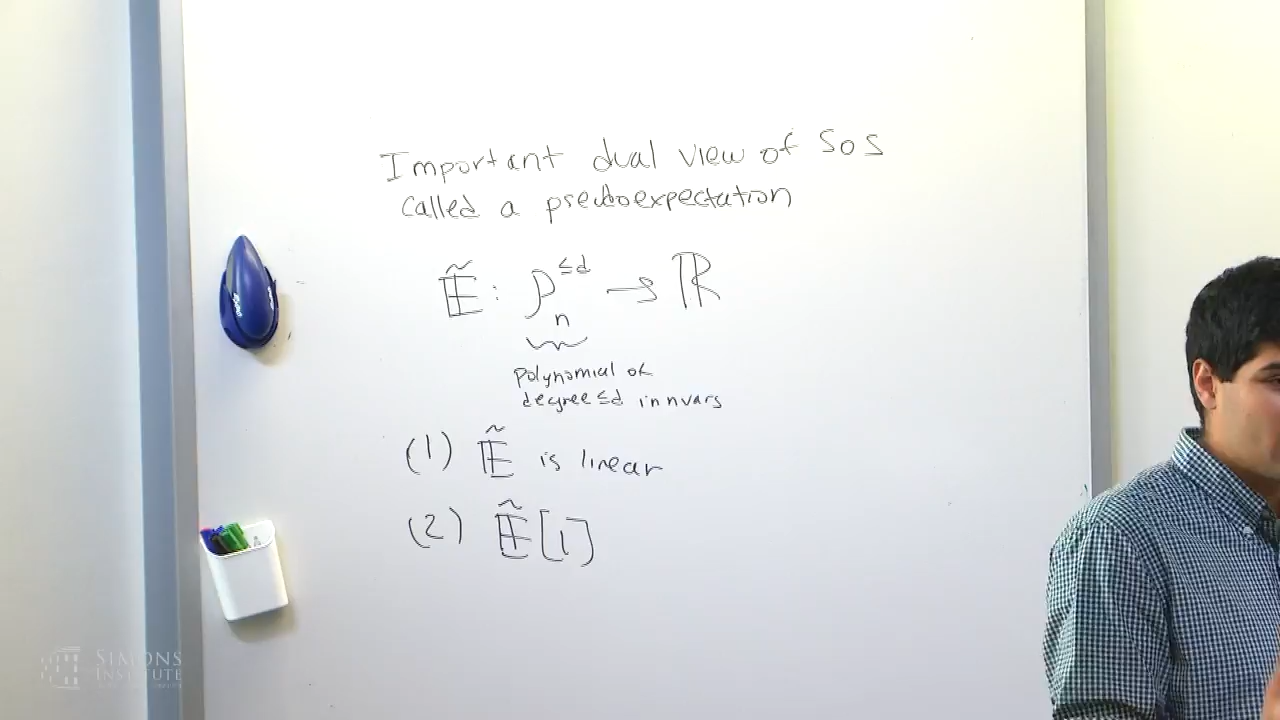 Important dual view of SoS
called a pseudoexpectation
Ẽ: P_n^{≤d} → ℝ
polynomial of
degree ≤d in n vars
(1) Ẽ is linear
(2) Ẽ[1]
SIMONS
INSTITUTE